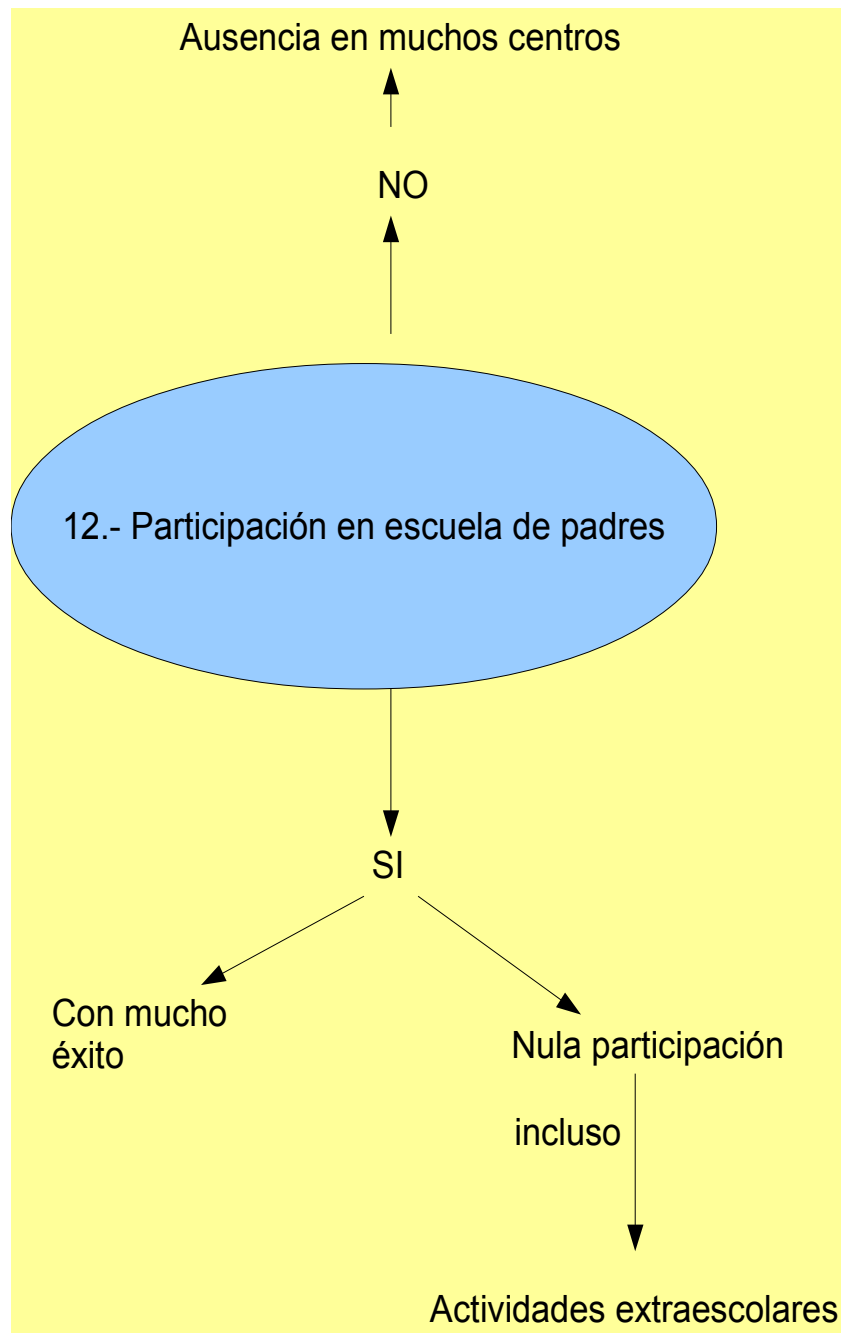 Ausencia en muchos centros
NO
12.- Participación en escuela de padres
SI
Con mucho
éxito
Nula participación
incluso
Actividades extraescolares